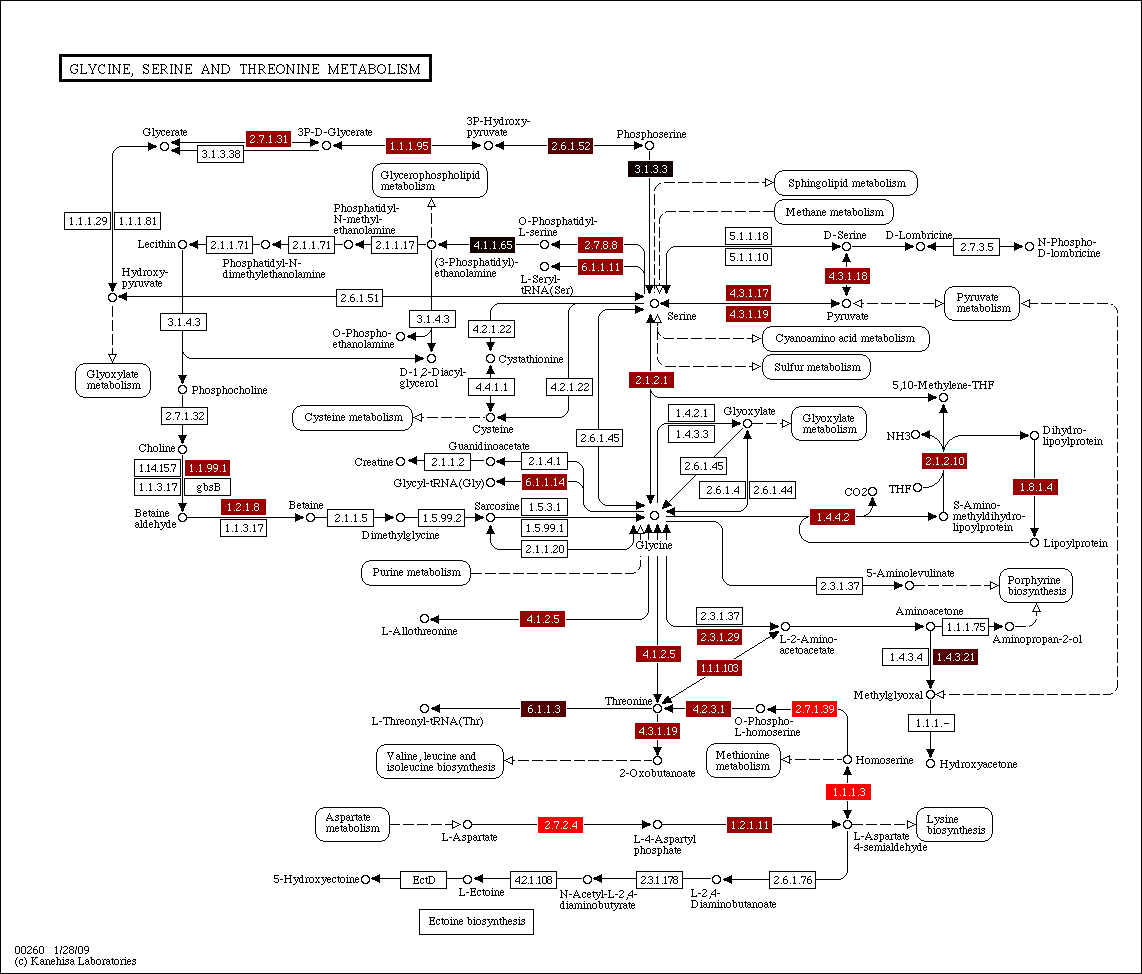 GLYCINE, SERINE AND THREONINE METABOLISM
Glycerate
2.7.1.31
3P-D-Glycerate
3.1.3.38
1.1.1.95
3P-Hydroxy-
pyruvate
2.6.1.52
Phosphoserine
3.1.3.3
Glycerophospholipid
metabolism
Sphingolipid metabolism
Methane metabolism
1.1.1.29
1.1.1.81
Phosphatidyl-
N-methyl-
ethanolamine
O-Phosphatidyl-
L-serine
Lecithin
2.1.1.71
2.1.1.71
2.1.1.17
4.1.1.65
2.7.8.8
Phosphatidyl-N-
dimethylethanolamine
(3-Phosphatidyl)-
ethanolamine
6.1.1.11
L-Seryl-
tRNA(Ser)
5.1.1.18
5.1.1.10
D-Serine
D-Lombricine
2.7.3.5
N-Phospho-
D-lombricine
4.3.1.18
Hydroxy-
pyruvate
2.6.1.51
Serine
4.3.1.17
4.3.1.19
Pyruvate
Pyruvate
metabolism
3.1.4.3
3.1.4.3
O-Phospho-
ethanolamine
4.2.1.22
Cyanoamino acid metabolism
Sulfur metabolism
Glyoxylate
metabolism
D-1,2-Diacyl-
glycerol
Cystathionine
4.4.1.1
4.2.1.22
2.1.2.1
5,10-Methylene-THF
Phosphocholine
2.7.1.32
Cysteine metabolism
Cysteine
1.4.2.1
1.4.3.3
Glyoxylate
Glyoxylate
metabolism
2.6.1.45
NH3
Dihydro-
lipoylprotein
Choline
1.14.15.7
1.1.99.1
1.1.3.17
gbsB
Guanidinoacetate
Creatine
2.1.1.2
2.1.4.1
Glycyl-tRNA(Gly)
6.1.1.14
2.6.1.45
2.6.1.4
2.6.1.44
2.1.2.10
CO2
THF
1.8.1.4
1.2.1.8
1.1.3.17
Betaine
aldehyde
Betaine
2.1.1.5
Dimethylglycine
1.5.99.2
Sarcosine
1.5.3.1
1.5.99.1
2.1.1.20
Glycine
1.4.4.2
S-Amino-
methyldihydro-
lipoylprotein
Lipoylprotein
Purine metabolism
5-Aminolevulinate
2.3.1.37
Porphyrine
biosynthesis
L-Allothreonine
4.1.2.5
2.3.1.37
2.3.1.29
L-2-Amino-
acetoacetate
Aminoacetone
1.1.1.75
Aminopropan-2-ol
4.1.2.5
1.1.1.103
1.4.3.4
1.4.3.21
Threonine
Methylglyoxal
L-Threonyl-tRNA(Thr)
6.1.1.3
4.2.3.1
O-Phospho-
L-homoserine
2.7.1.39
1.1.1.-
4.3.1.19
Valine, leucine and
isoleucine biosynthesis
2-Oxobutanoate
Methionine
metabolism
Homoserine
Hydroxyacetone
1.1.1.3
Aspartate
metabolism
L-Aspartate
2.7.2.4
L-4-Aspartyl
phosphate
1.2.1.11
L-Aspartate
4-semialdehyde
Lysine
biosynthesis
5-Hydroxyectoine
EctD
L-Ectoine
4.2.1.108
N-Acetyl-L-2,4-
diaminobutyrate
2.3.1.178
L-2,4-
Diaminobutanoate
2.6.1.76
Ectoine biosynthesis
00260 1/28/09
(c) Kanehisa Laboratories